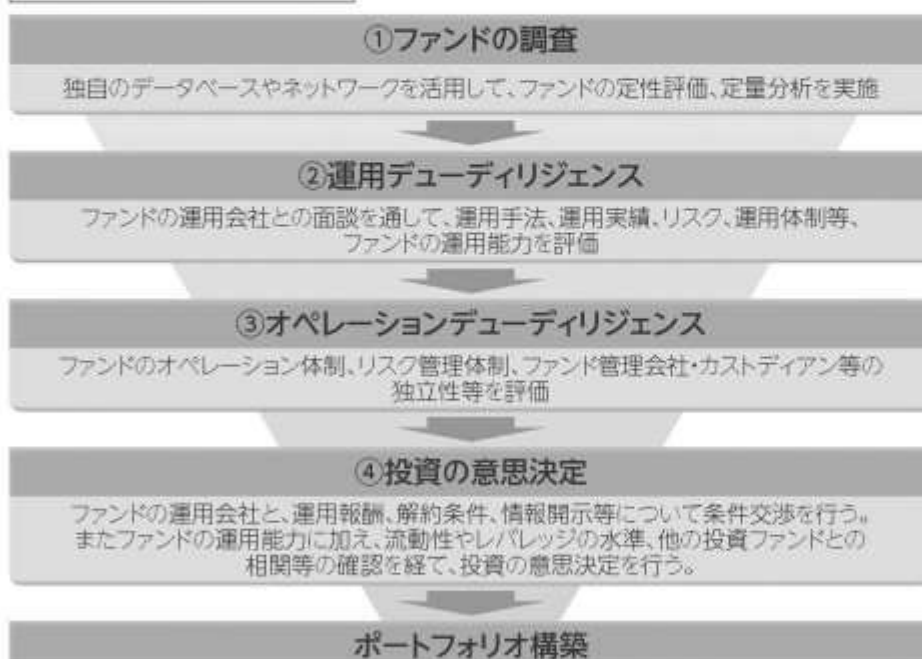 ①ファンドの調査
独自のデータベースやネットワークを活用して、ファンドの定性評価、定量分析を実施
②運用デューディリジェンス
ファンドの運用会社との面談を通して、運用手法、運用実績、リスク、運用体制等、
ファンドの運用能力を評価
③オペレーションデューディリジェンス
ファンドのオペレーション体制、リスク管理体制、ファンド管理会社・カストディアン等の
独立性等を評価
④投資の意思決定
ファンドの運用会社と、運用報酬、解約条件、情報開示等について条件交渉を行う。
またファンドの運用能力に加え、流動性やレバレッジの水準、他の投資ファンドとの
相関等の確認を経て、投資の意思決定を行う。
ポートフォリオ構築